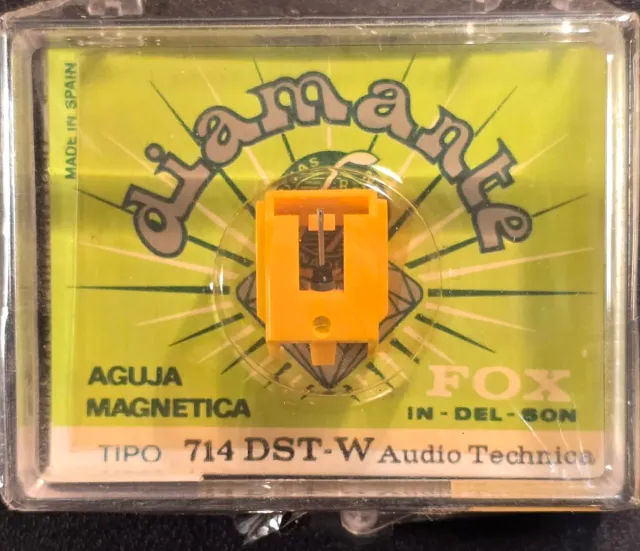 MADE IN SPAIN
diamante
AGUJA
MAGNETICA
FOX
IN-DEL-SON
TIPO 714 DST-W Audio Technica